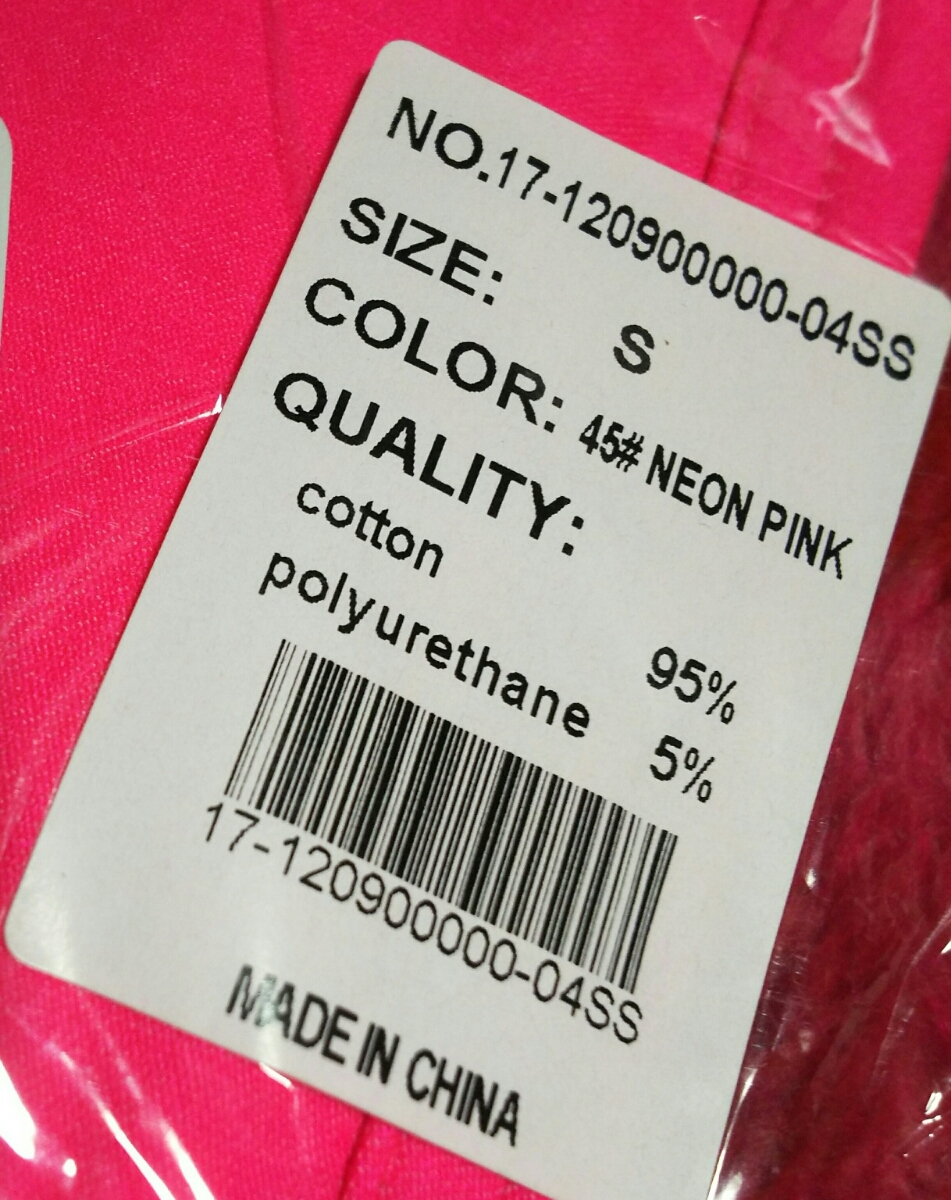 NO.17-120900000-04SS
SIZE: S
COLOR: 45# NEON PINK
QUALITY:
cotton 95%
polyurethane 5%
17-120900000-04SS
MADE IN CHINA